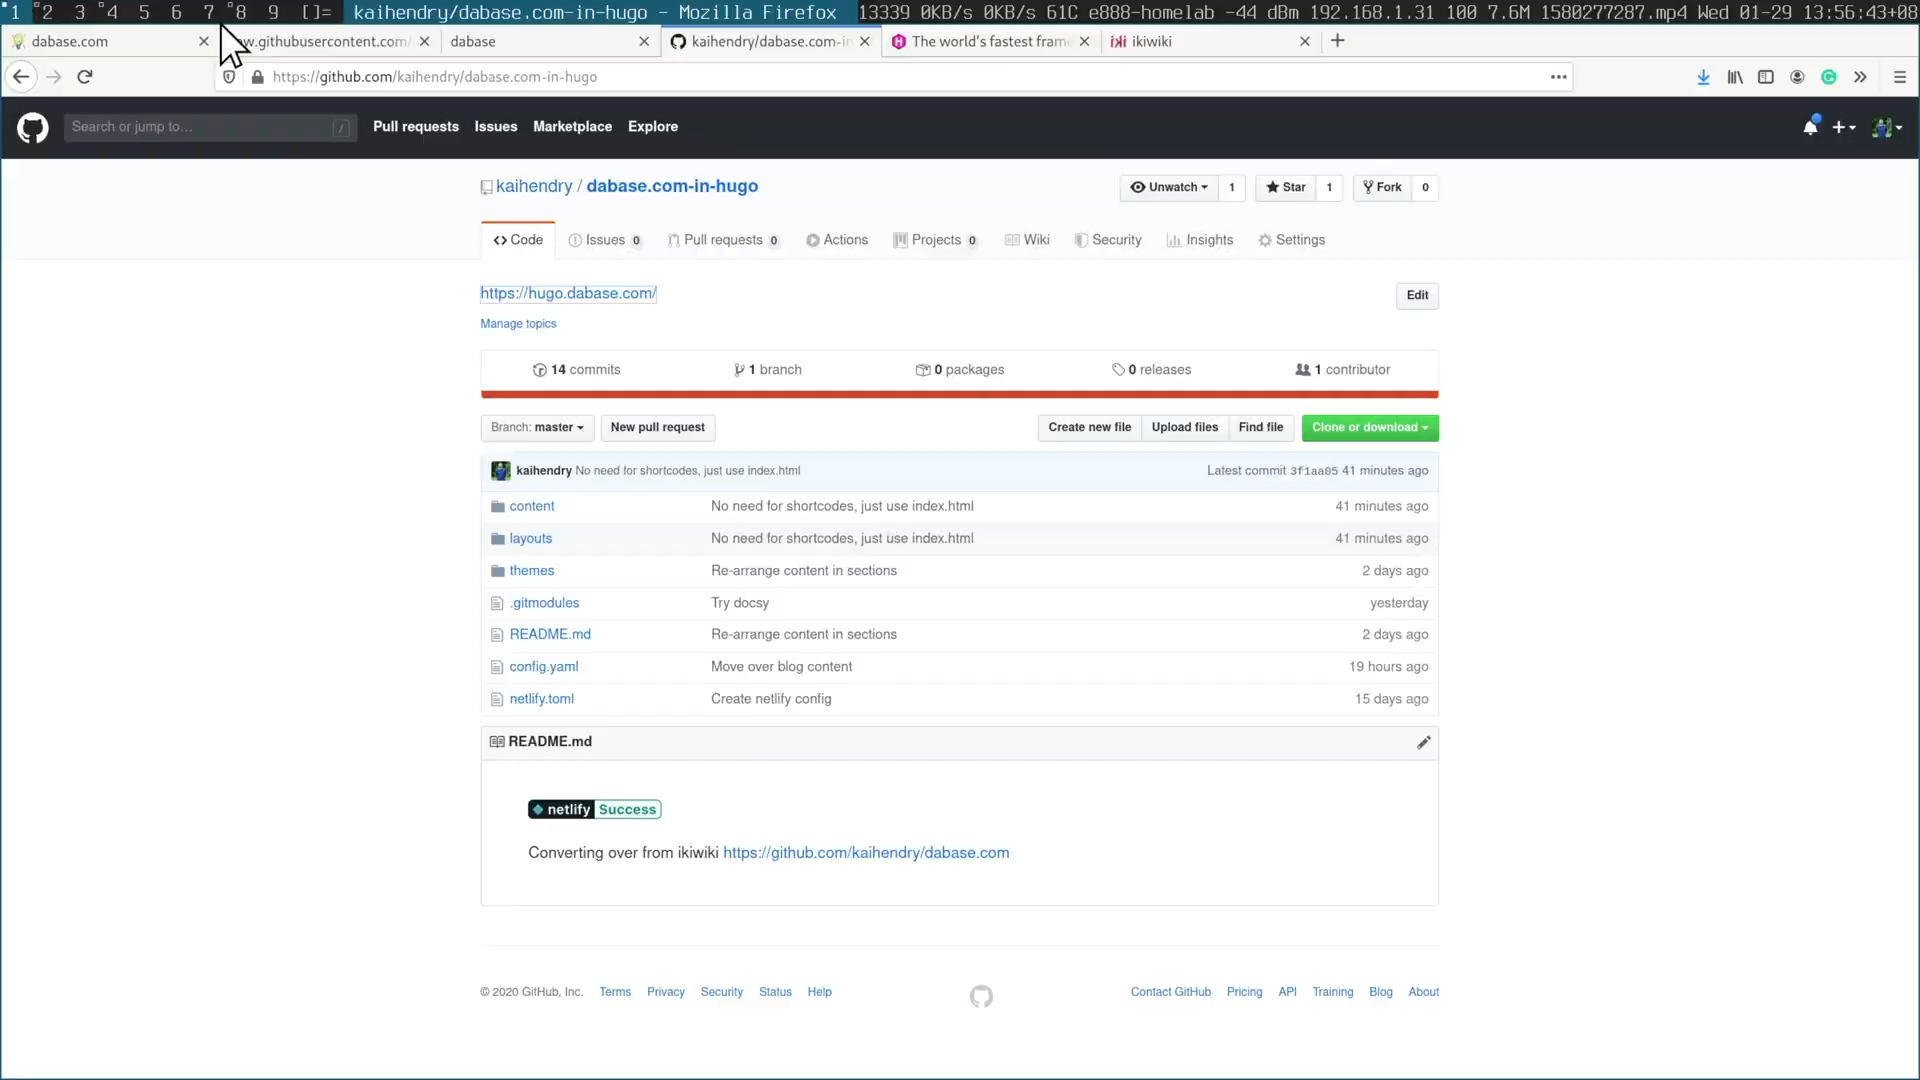 1 2 3 4 5 6 7 8 9 []= kaihendry/dabase.com-in-hugo - Mozilla Firefox 13339 0KB/s 0KB/s 61C e888-homelab -44 dBm 192.168.1.31 100 7.6M 1580277287.mp4 Wed 01-29 13:56:43+08
dabase.com
.githubusercontent.com/
dabase
kaihendry/dabase.com-in
The world's fastest frame
ikiwiki
https://github.com/kaihendry/dabase.com-in-hugo
Search or jump to… /
Pull requests Issues Marketplace Explore
kaihendry / dabase.com-in-hugo
Unwatch 1 Star 1 Fork 0
Code Issues 0 Pull requests 0 Actions Projects 0 Wiki Security Insights Settings
https://hugo.dabase.com/ Edit
Manage topics
14 commits 1 branch 0 packages 0 releases 1 contributor
Branch: master New pull request Create new file Upload files Find file Clone or download
kaihendry No need for shortcodes, just use index.html Latest commit 3f1aa05 41 minutes ago
content No need for shortcodes, just use index.html 41 minutes ago
layouts No need for shortcodes, just use index.html 41 minutes ago
themes Re-arrange content in sections 2 days ago
.gitmodules Try docsy yesterday
README.md Re-arrange content in sections 2 days ago
config.yaml Move over blog content 19 hours ago
netlify.toml Create netlify config 15 days ago
README.md
netlify Success
Converting over from ikiwiki https://github.com/kaihendry/dabase.com
© 2020 GitHub, Inc. Terms Privacy Security Status Help Contact GitHub Pricing API Training Blog About